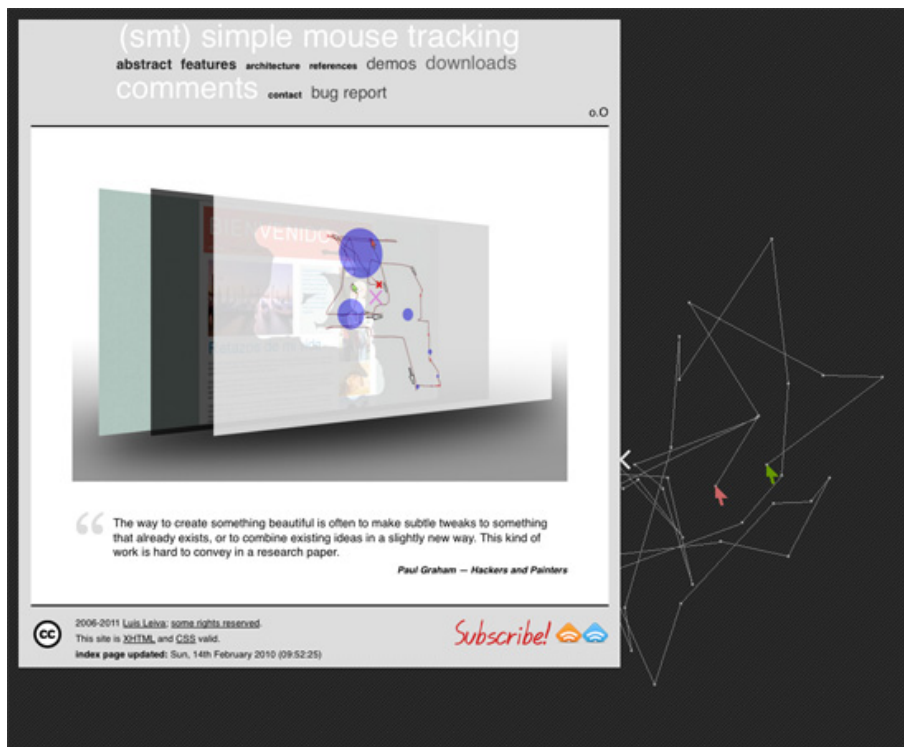 (smt) simple mouse tracking
abstract features architecture references demos downloads
comments contact bug report
o.O
BIENVENIDO
“ The way to create something beautiful is often to make subtle tweaks to something
that already exists, or to combine existing ideas in a slightly new way. This kind of
work is hard to convey in a research paper.
Paul Graham — Hackers and Painters
cc
2006-2011 Luis Leiva; some rights reserved.
This site is XHTML and CSS valid.
index page updated: Sun, 14th February 2010 (09:52:25)
Subscribe!